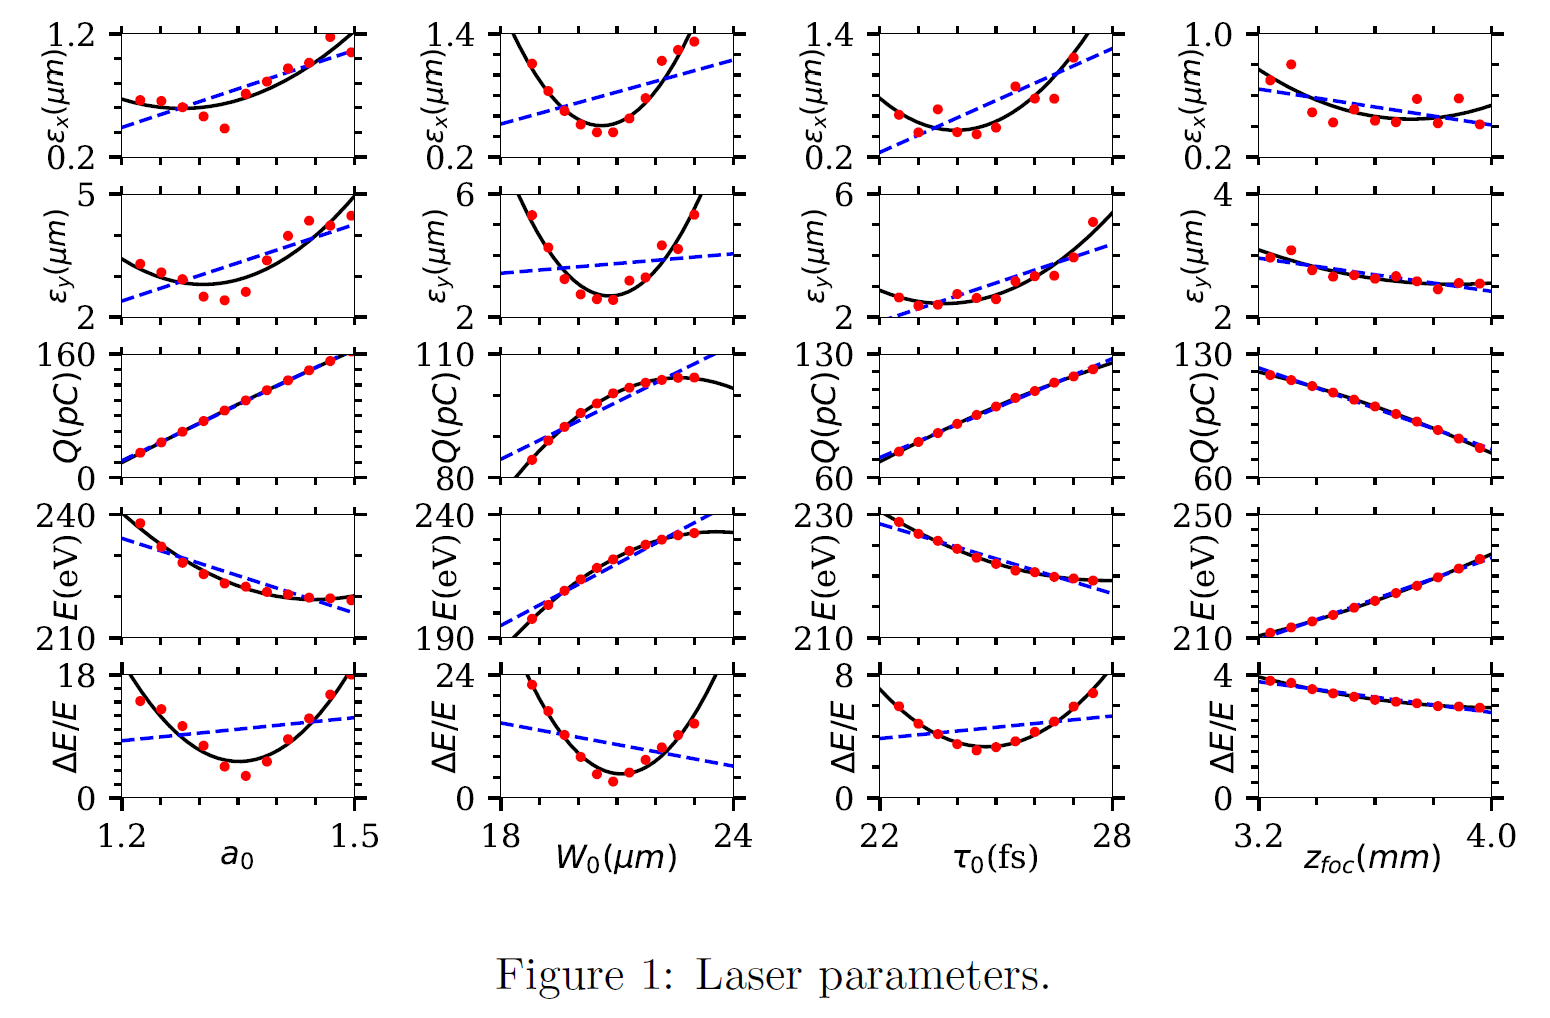 1.2 εx(μm) 0.2 1.4 εx(μm) 0.2 1.4 εx(μm) 0.2 1.0 εx(μm) 0.2
5 εy(μm) 2 6 εy(μm) 2 6 εy(μm) 2 4 εy(μm) 2
160 Q(pC) 0 110 Q(pC) 80 130 Q(pC) 60 130 Q(pC) 60
240 E(eV) 210 240 E(eV) 190 230 E(eV) 210 250 E(eV) 210
18 ΔE/E 0 24 ΔE/E 0 8 ΔE/E 0 4 ΔE/E 0
1.2 1.5 18 24 22 28 3.2 4.0
a0 W0(μm) τ0(fs) zfoc(mm)
Figure 1: Laser parameters.